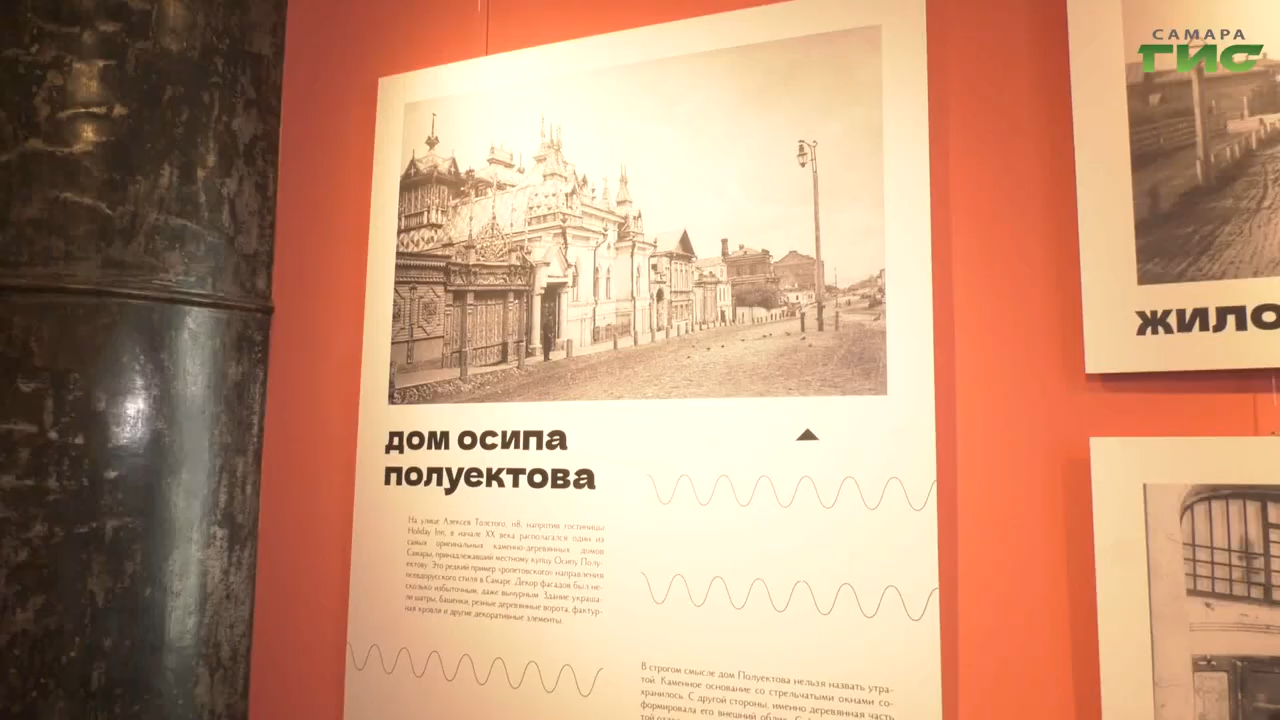 САМАРА
ГИС
ЖИЛО
ДОМ ОСИПА
ПОЛУЕКТОВА
На улице Алексея Толстого, 118, напротив гостиницы
Holiday Inn, в начале XX века располагался один из
самых оригинальных каменно-деревянных домов
Самары, принадлежавший местному купцу Осипу Полу-
ектову. Это редкий пример «ропетовского» направления
псевдорусского стиля в Самаре. Декор фасадов был не-
сколько избыточным, даже вычурным. Здание украша-
ли шатры, башенки, резные деревянные ворота, фактур-
ная кровля и другие декоративные элементы.
В строгом смысле дом Полуектова нельзя назвать утра-
той. Каменное основание со стрельчатыми окнами со-
хранилось. С другой стороны, именно деревянная часть
формировала его внешний облик.